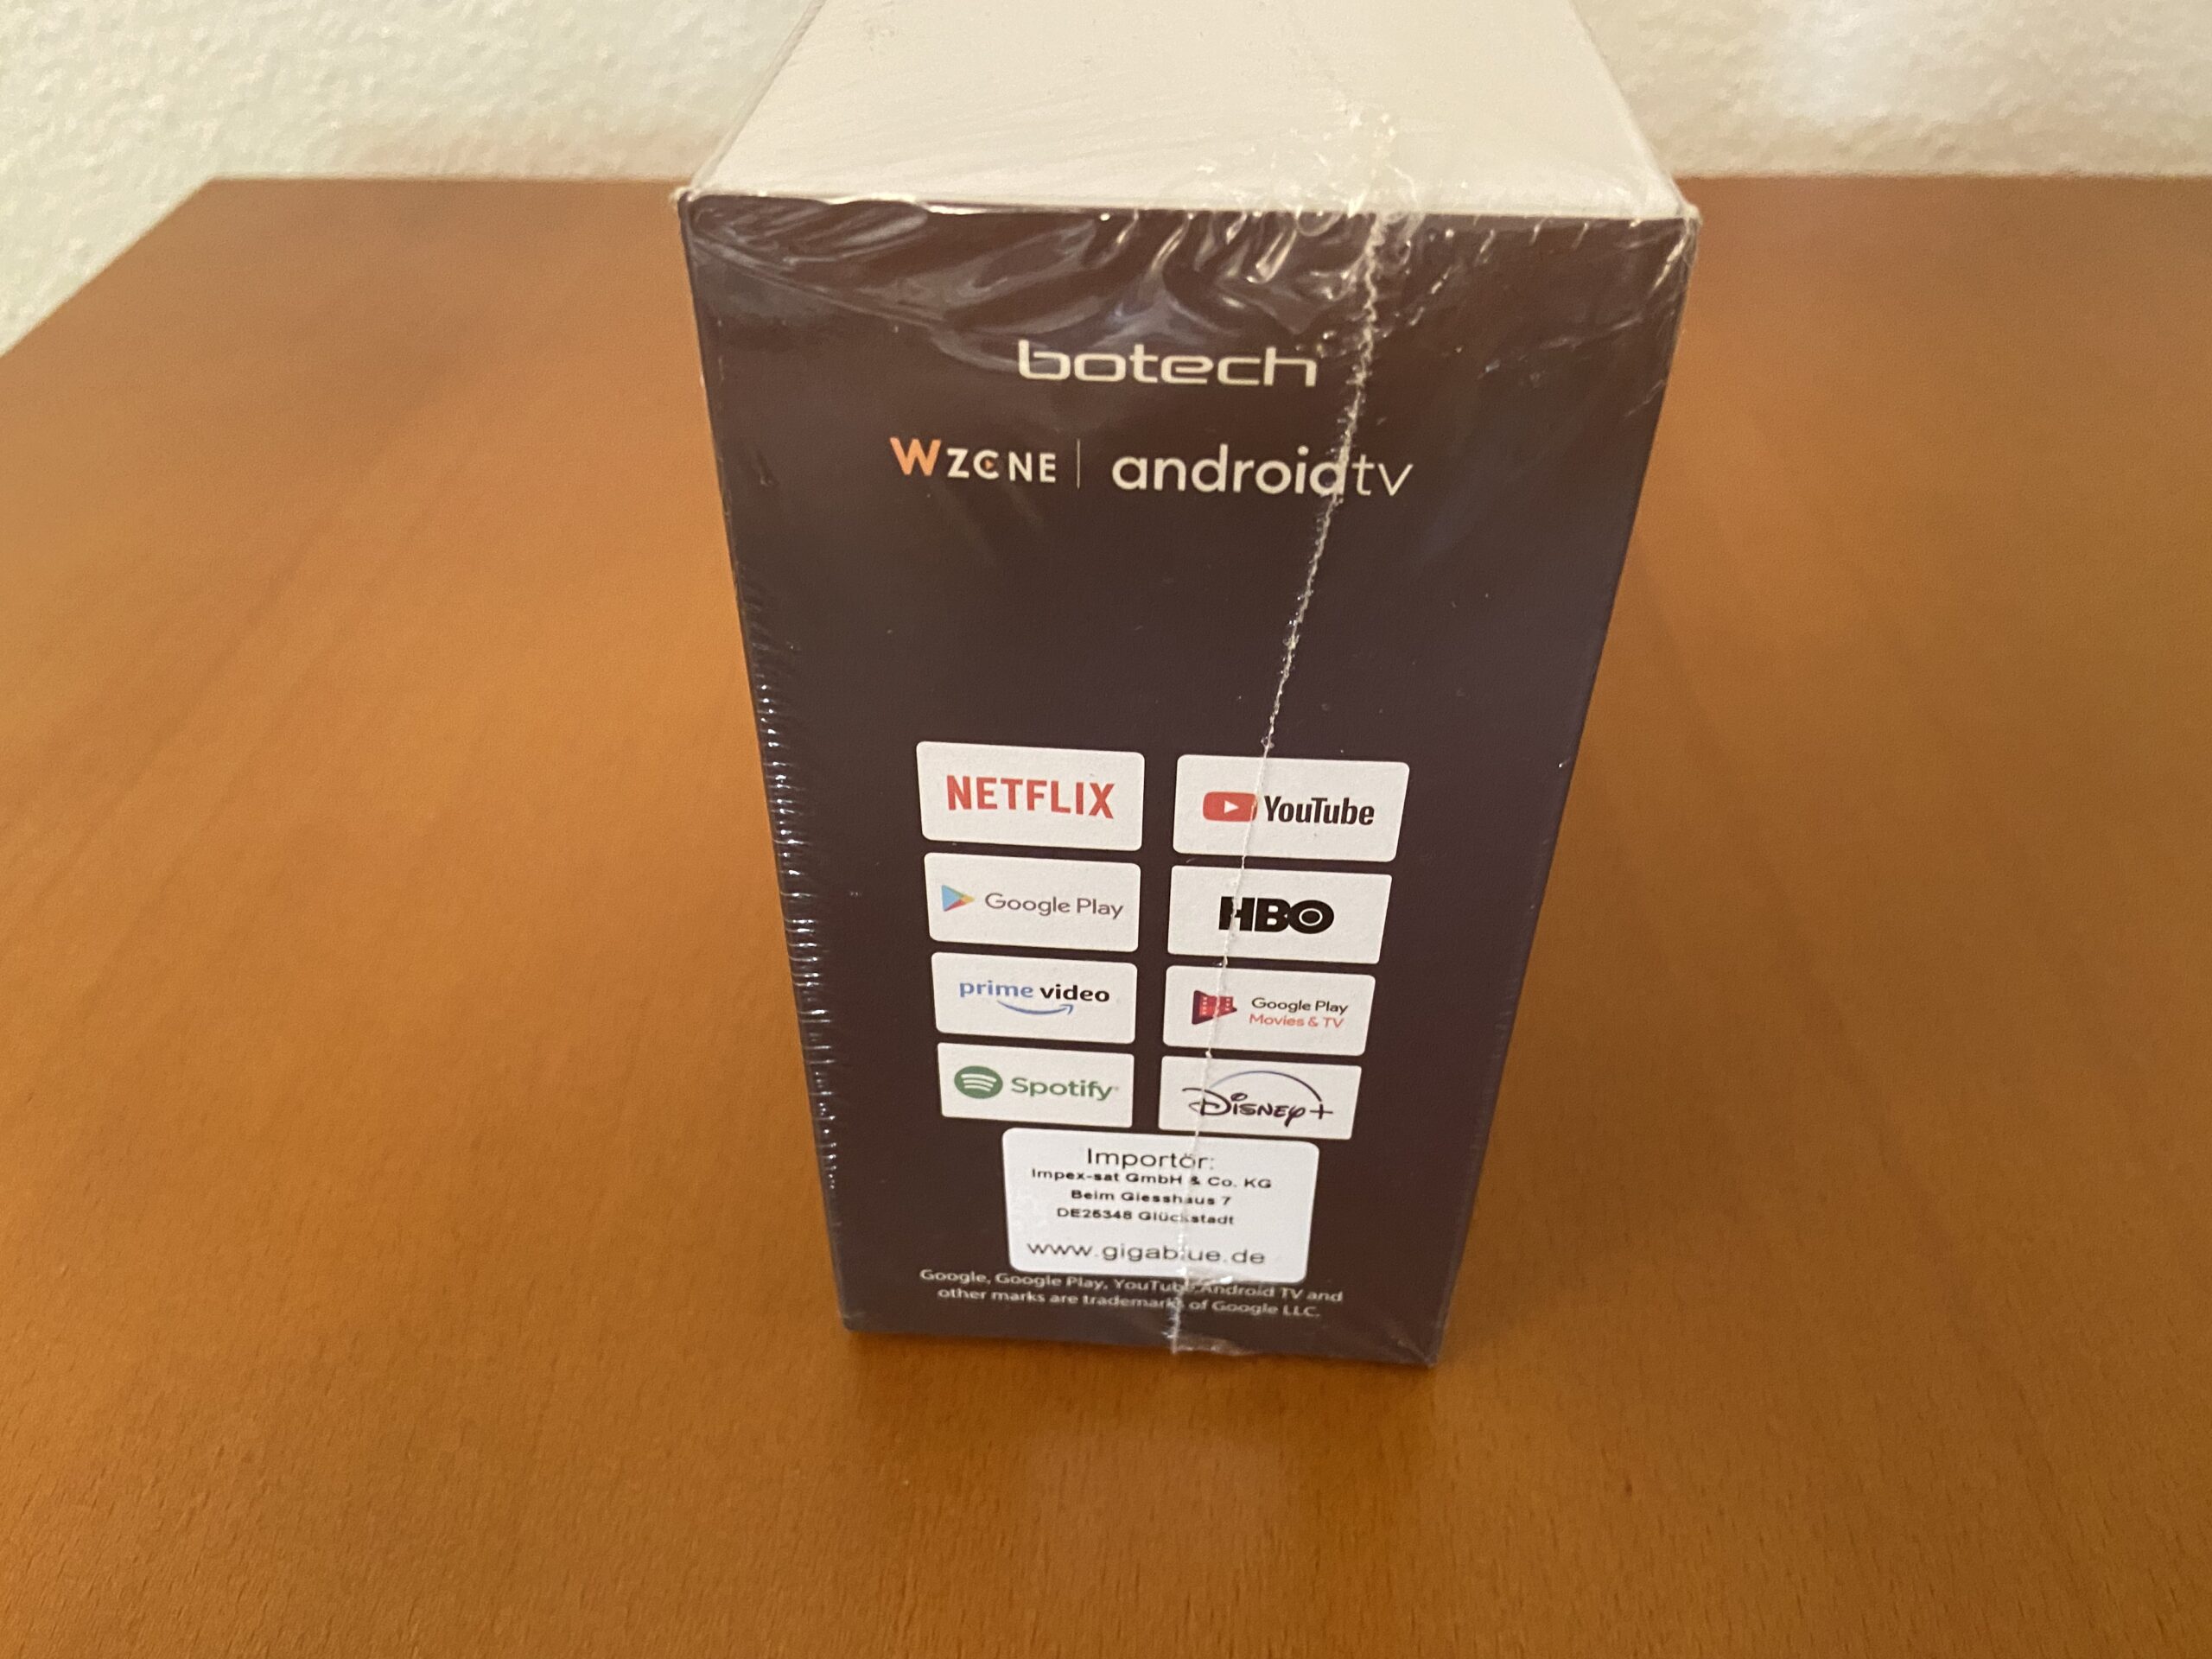 botech
WZONE | androidtv
NETFLIX
YouTube
Google Play
HBO
prime video
Google Play
Movies & TV
Spotify
Disney+
Importör:
Impex-sat GmbH & Co. KG
Beim Giesshaus 7
DE25348 Glückstadt
www.gigablue.de
Google, Google Play, YouTube, Android TV and
other marks are trademarks of Google LLC.